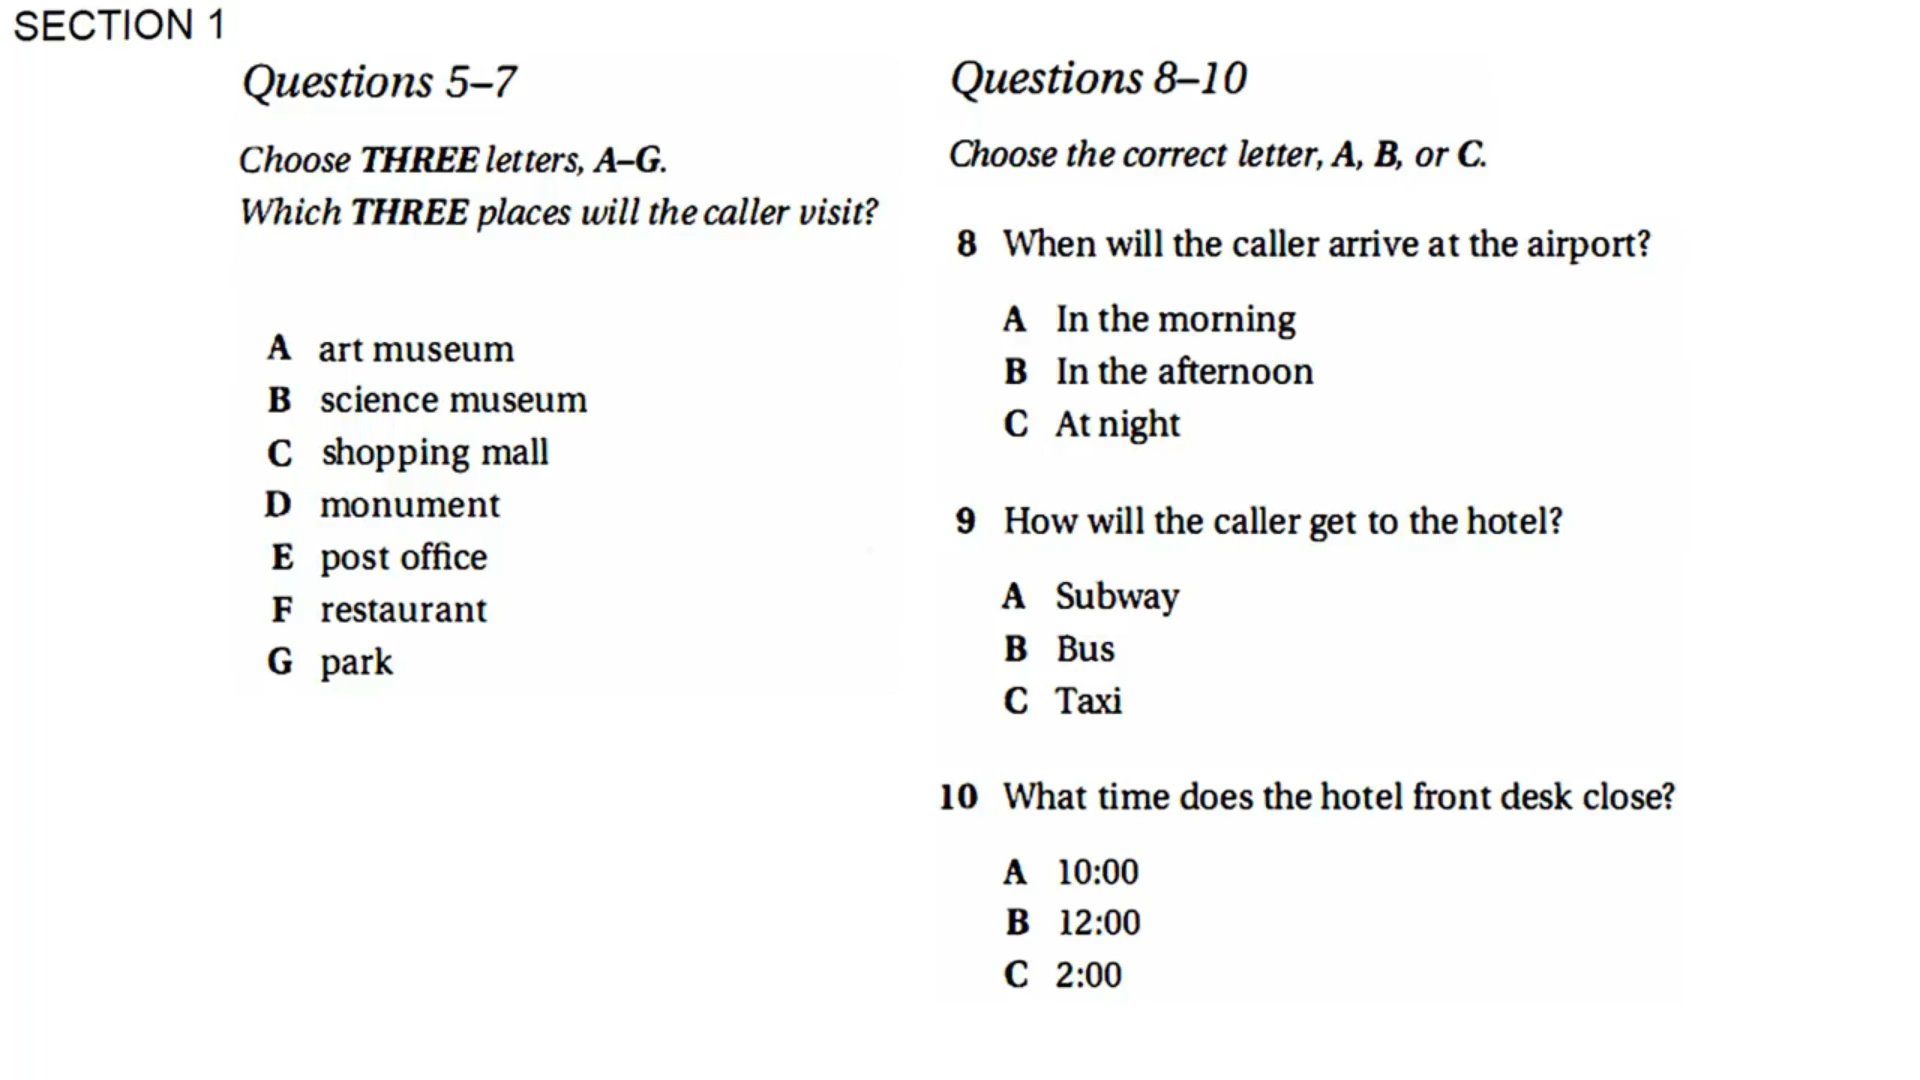 SECTION 1
Questions 5–7
Choose THREE letters, A–G.
Which THREE places will the caller visit?
A art museum
B science museum
C shopping mall
D monument
E post office
F restaurant
G park
Questions 8–10
Choose the correct letter, A, B, or C.
8 When will the caller arrive at the airport?
A In the morning
B In the afternoon
C At night
9 How will the caller get to the hotel?
A Subway
B Bus
C Taxi
10 What time does the hotel front desk close?
A 10:00
B 12:00
C 2:00